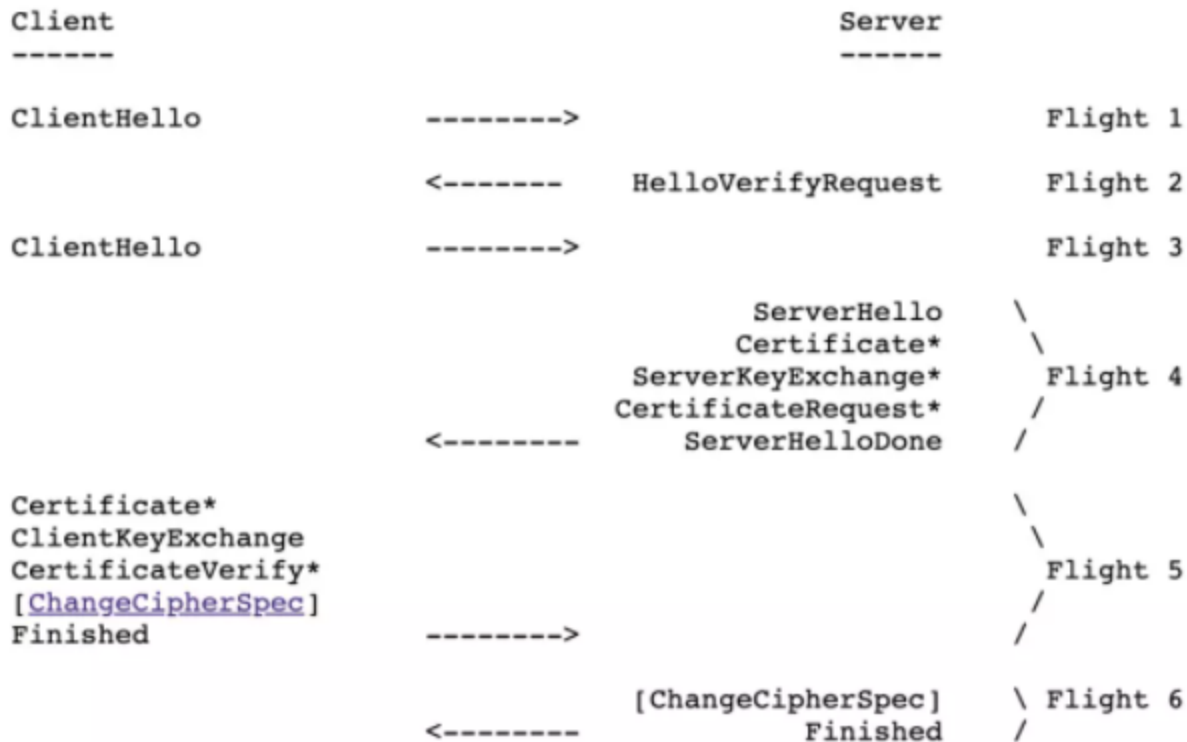 Client Server
------ ------
ClientHello --------> Flight 1
<------- HelloVerifyRequest Flight 2
ClientHello --------> Flight 3
ServerHello \
Certificate* \
ServerKeyExchange* Flight 4
CertificateRequest* /
<-------- ServerHelloDone /
Certificate* \
ClientKeyExchange \
CertificateVerify* Flight 5
[ChangeCipherSpec] /
Finished --------> /
[ChangeCipherSpec] \ Flight 6
<-------- Finished /